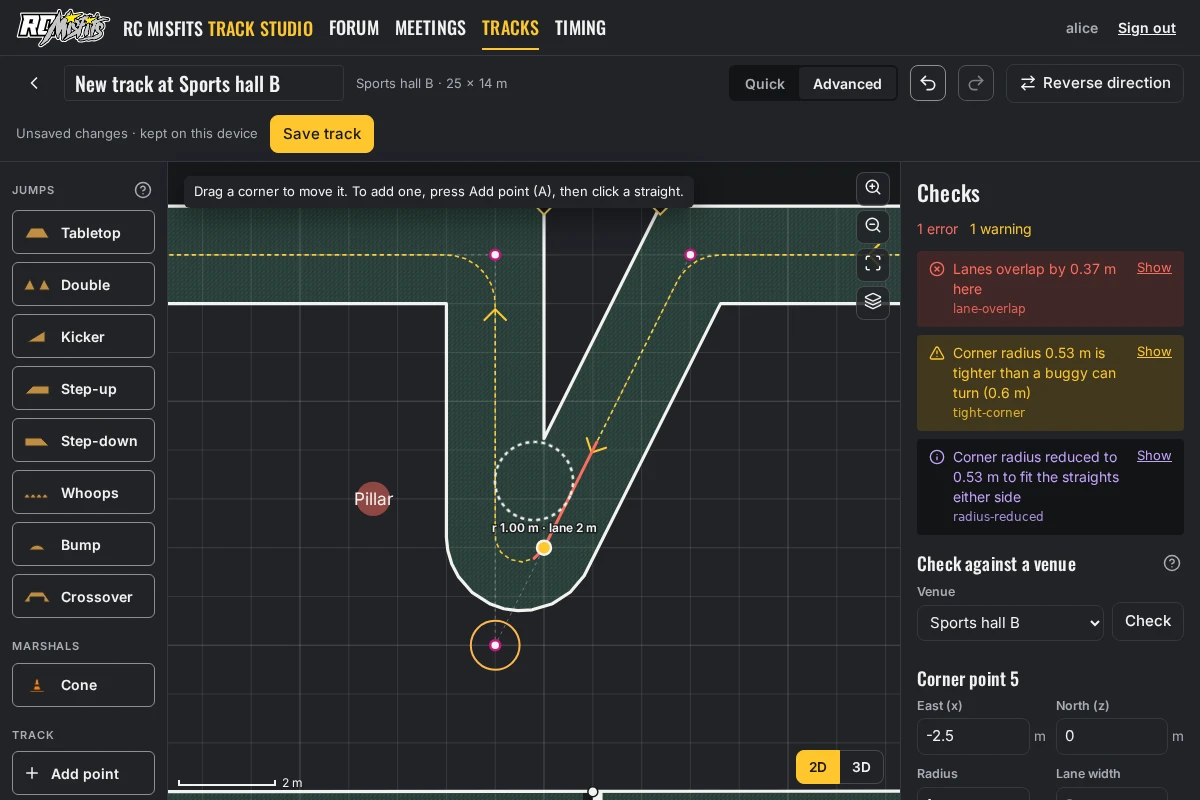 RC Misfits
RC MISFITS TRACK STUDIO
FORUM
MEETINGS
TRACKS
TIMING
alice
Sign out
New track at Sports hall B
Sports hall B · 25 × 14 m
Quick
Advanced
Reverse direction
Unsaved changes · kept on this device
Save track
JUMPS
Tabletop
Double
Kicker
Step-up
Step-down
Whoops
Bump
Crossover
MARSHALS
Cone
TRACK
Add point
Drag a corner to move it. To add one, press Add point (A), then click a straight.
Pillar
r 1.00 m · lane 2 m
2 m
2D
3D
Checks
1 error 1 warning
Lanes overlap by 0.37 m
here
lane-overlap
Show
Corner radius 0.53 m is
tighter than a buggy can
turn (0.6 m)
tight-corner
Show
Corner radius reduced to
0.53 m to fit the straights
either side
radius-reduced
Show
Check against a venue
Venue
Sports hall B
Check
Corner point 5
East (x)
North (z)
-2.5 m
0 m
Radius
Lane width